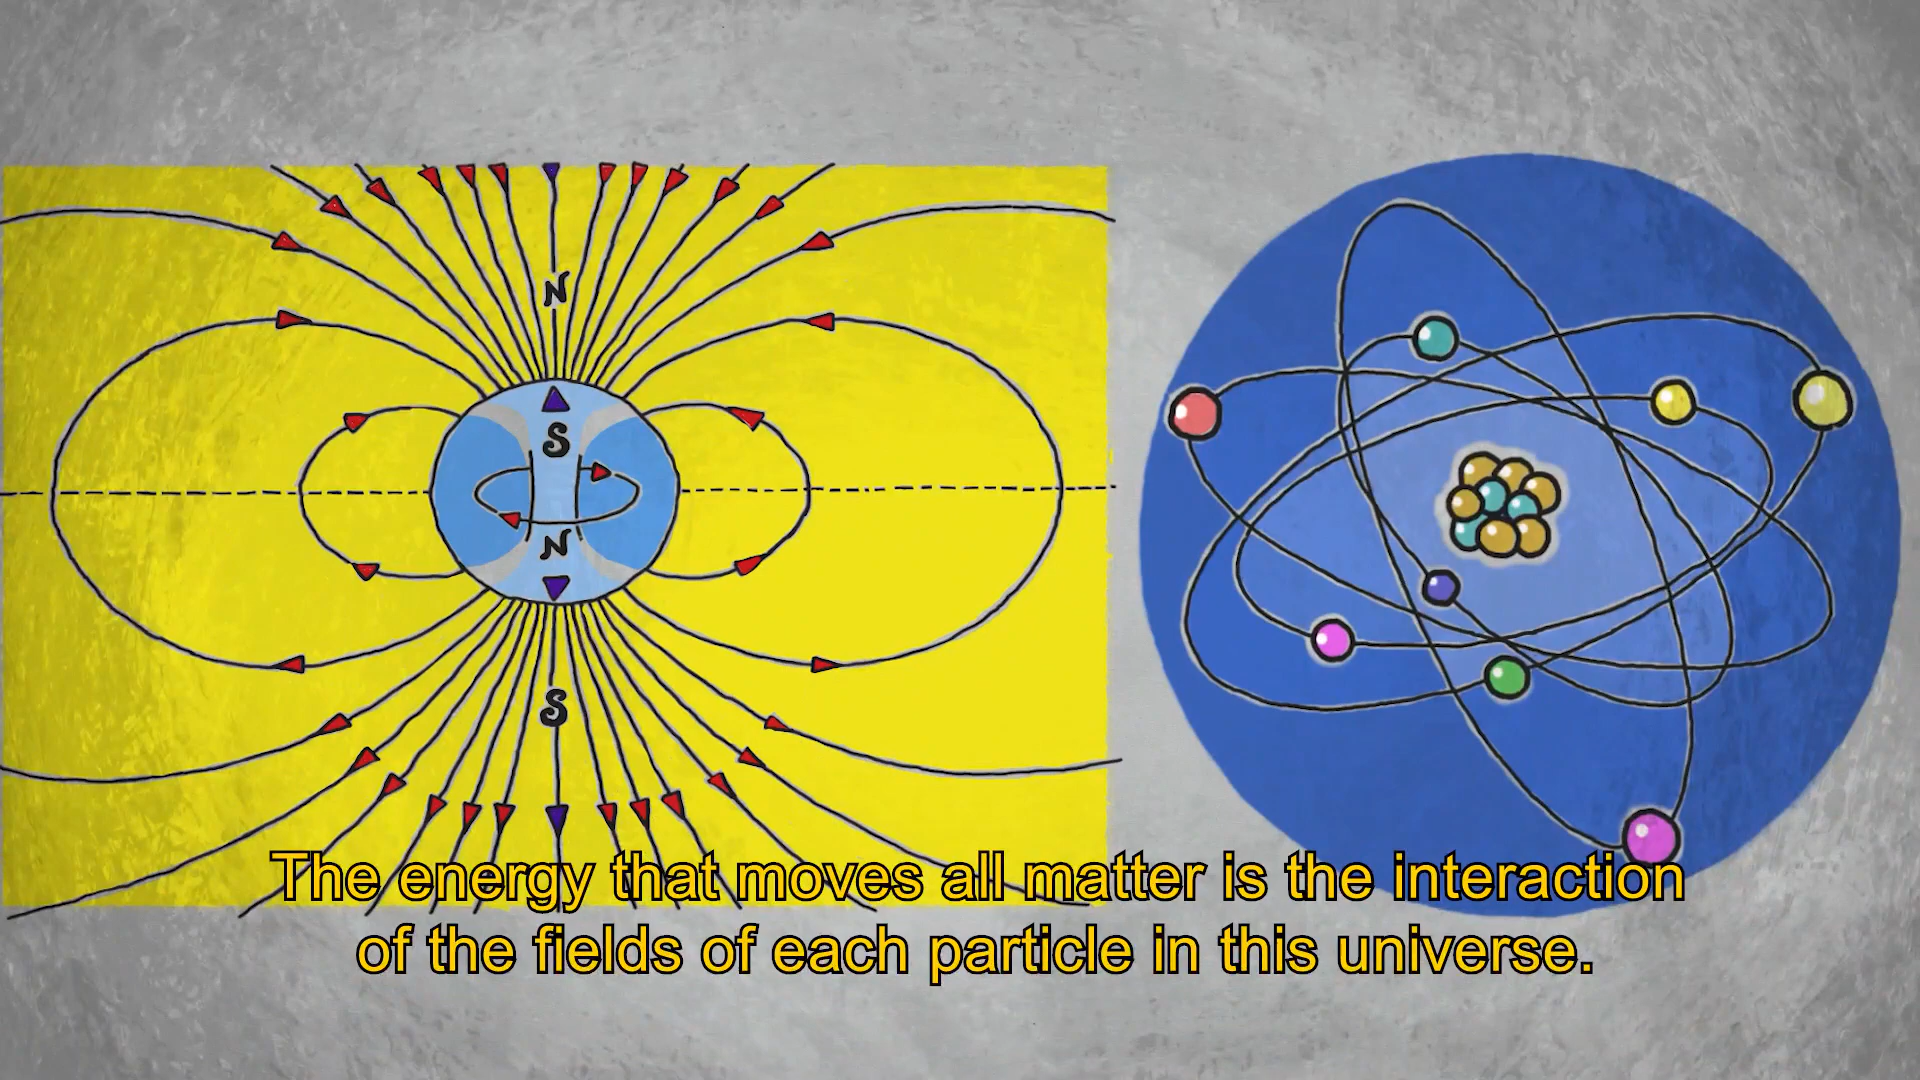 N
S
N
S
The energy that moves all matter is the interaction
of the fields of each particle in this universe.